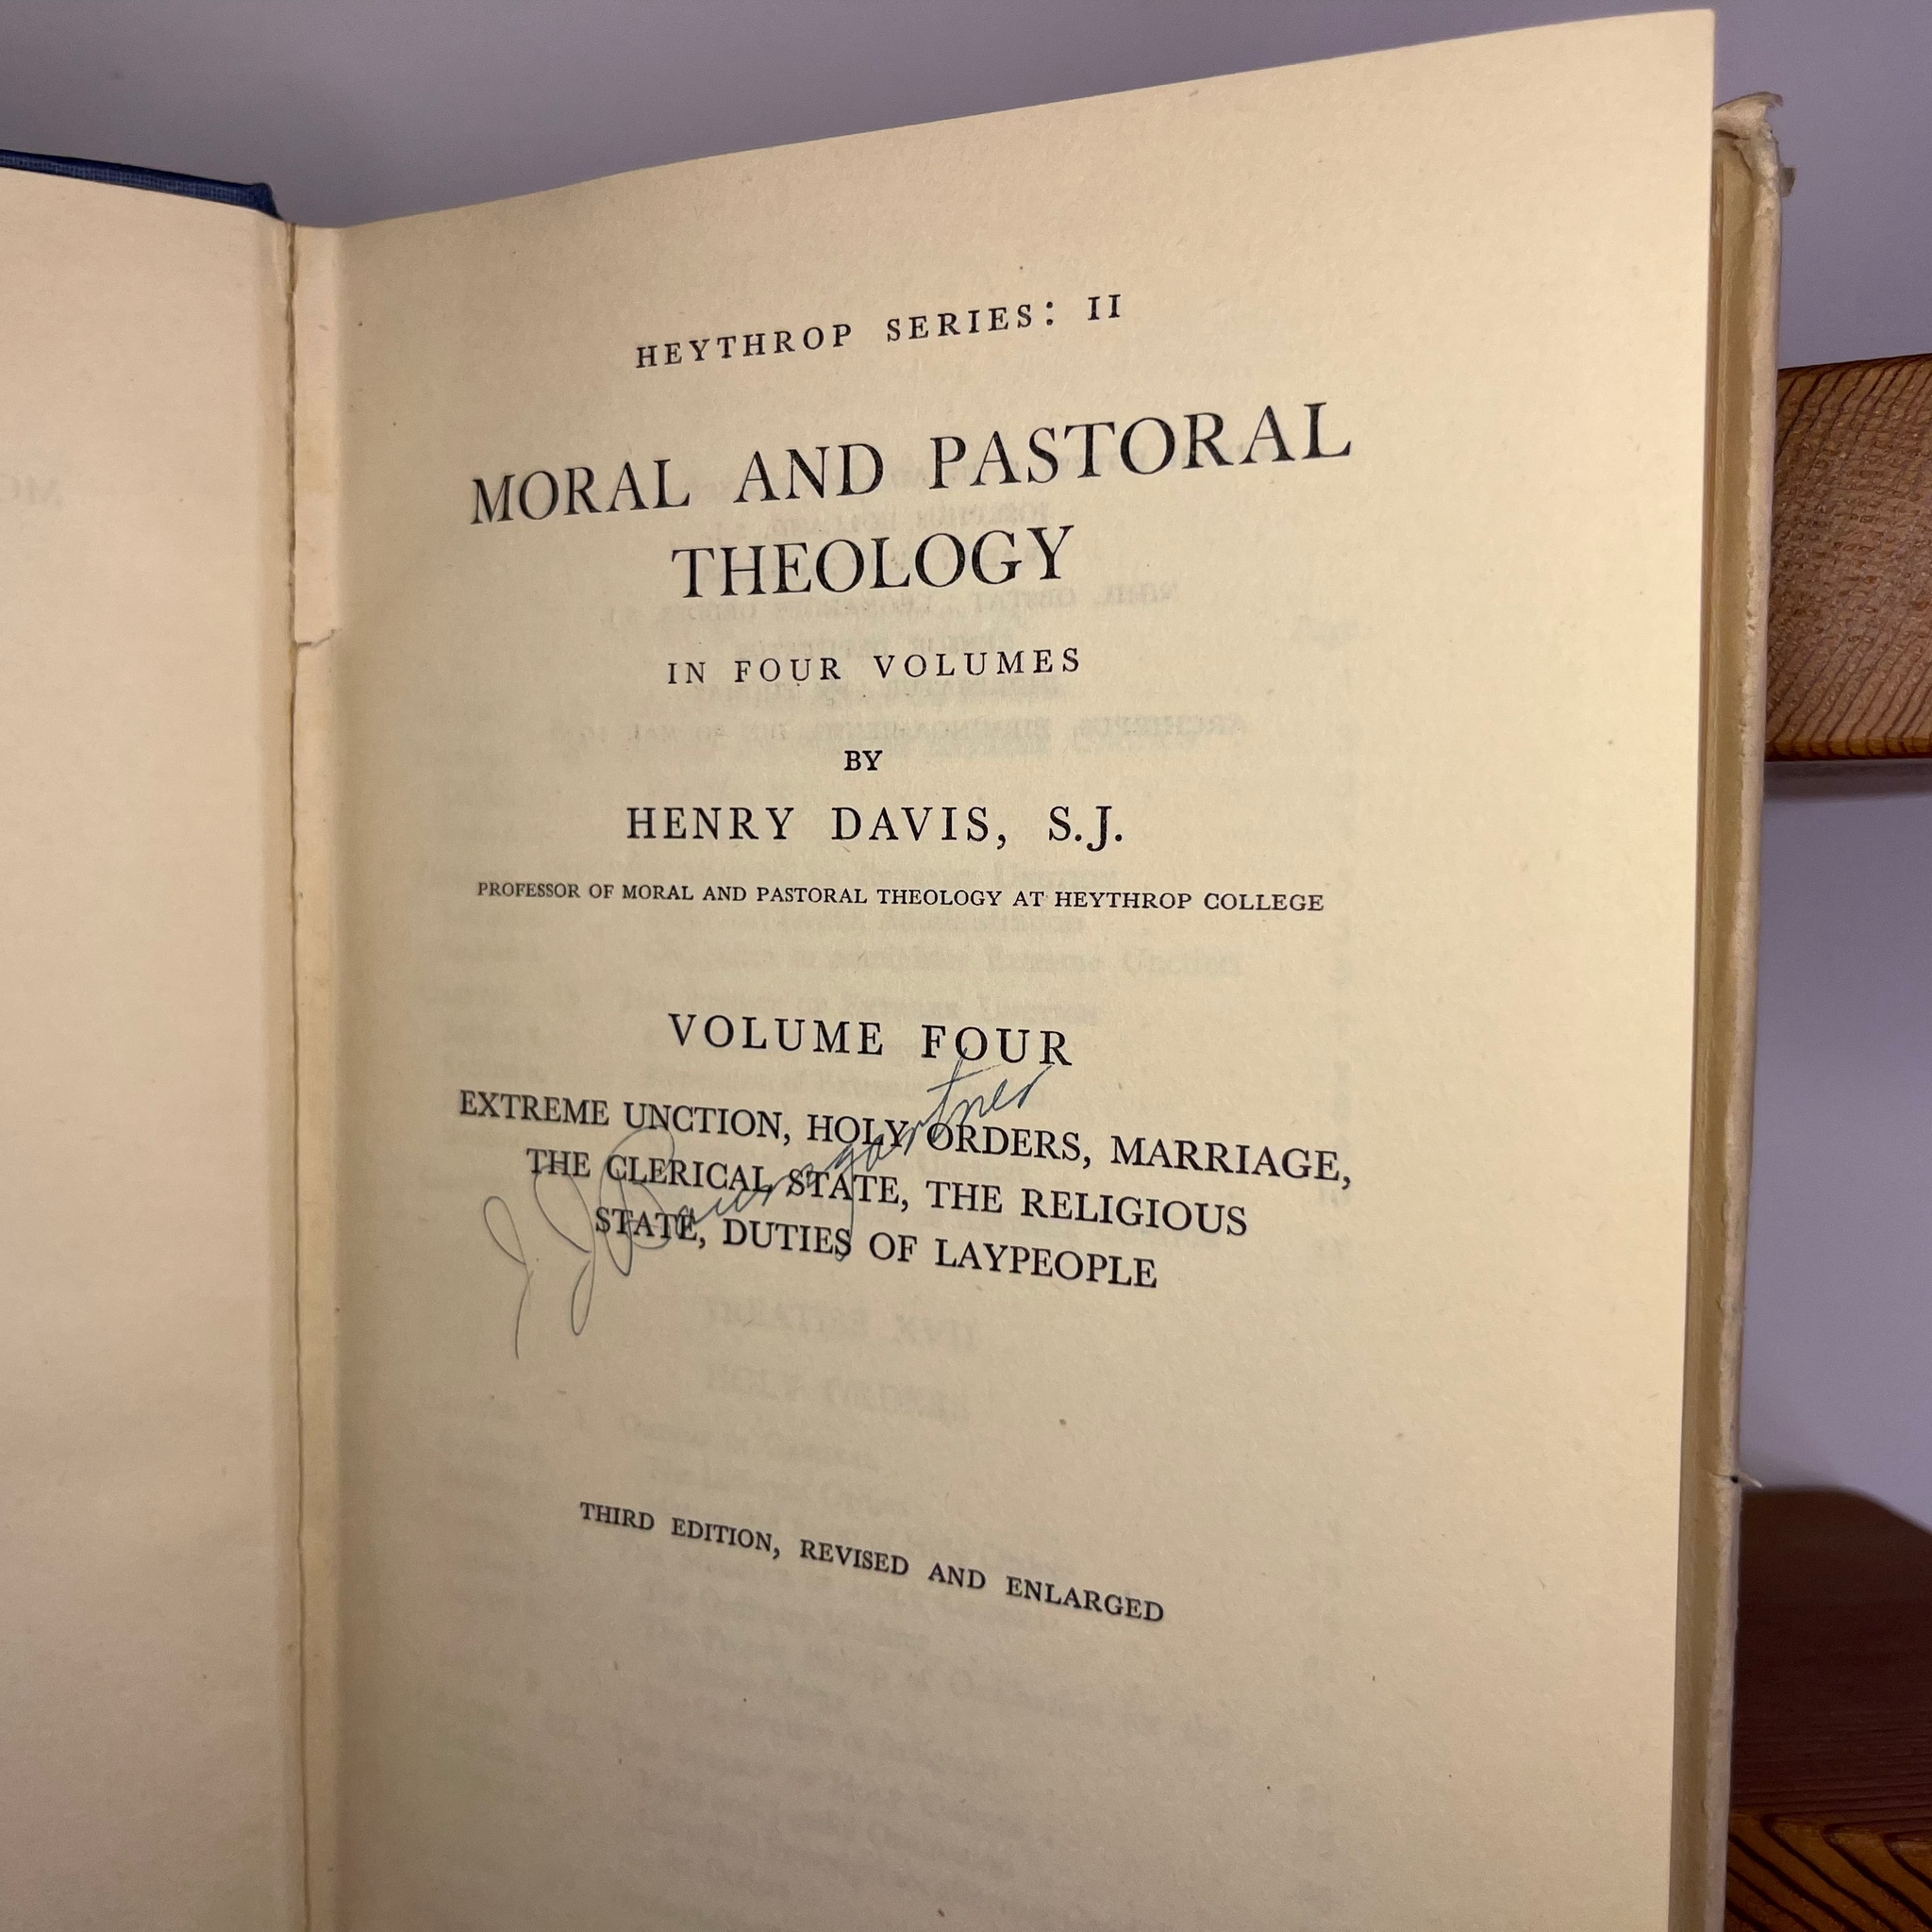 HEYTHROP SERIES: II
MORAL AND PASTORAL
THEOLOGY
IN FOUR VOLUMES
BY
HENRY DAVIS, S.J.
PROFESSOR OF MORAL AND PASTORAL THEOLOGY AT HEYTHROP COLLEGE
VOLUME FOUR
EXTREME UNCTION, HOLY ORDERS, MARRIAGE,
THE CLERICAL STATE, THE RELIGIOUS
STATE, DUTIES OF LAYPEOPLE
J. J. Baumgartner
THIRD EDITION, REVISED AND ENLARGED